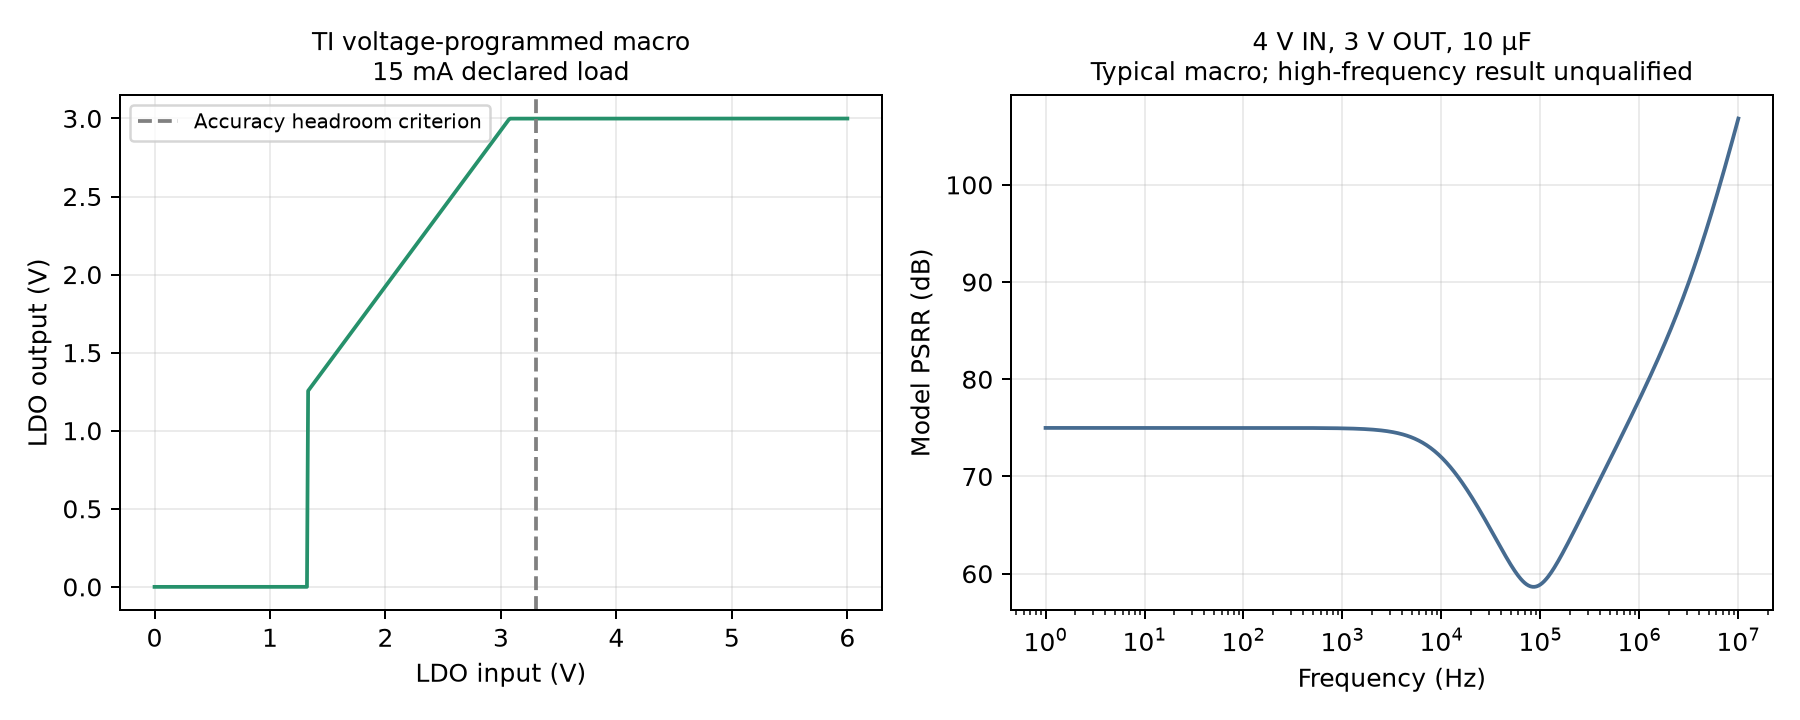 TI voltage-programmed macro
15 mA declared load
Accuracy headroom criterion
3.0
2.5
2.0
1.5
1.0
0.5
0.0
LDO output (V)
0 1 2 3 4 5 6
LDO input (V)
4 V IN, 3 V OUT, 10 µF
Typical macro; high-frequency result unqualified
100
90
80
70
60
Model PSRR (dB)
10⁰ 10¹ 10² 10³ 10⁴ 10⁵ 10⁶ 10⁷
Frequency (Hz)